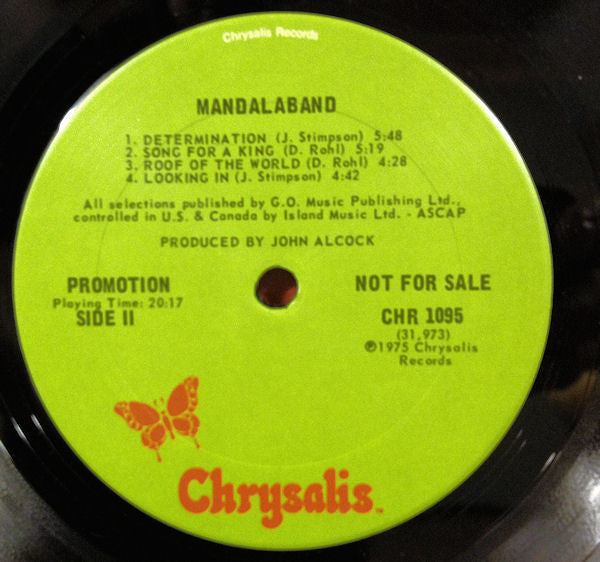 Chrysalis Records
MANDALABAND
1. DETERMINATION (J. Stimpson) 5:48
2. SONG FOR A KING (D. Rohl) 5:19
3. ROOF OF THE WORLD (D. Rohl) 4:28
4. LOOKING IN (J. Stimpson) 4:42
All selections published by G.O. Music Publishing Ltd.,
controlled in U.S. & Canada by Island Music Ltd. - ASCAP
PRODUCED BY JOHN ALCOCK
PROMOTION
Playing Time: 20:17
SIDE II
NOT FOR SALE
CHR 1095
(31,973)
℗1975 Chrysalis
Records
Chrysalis™